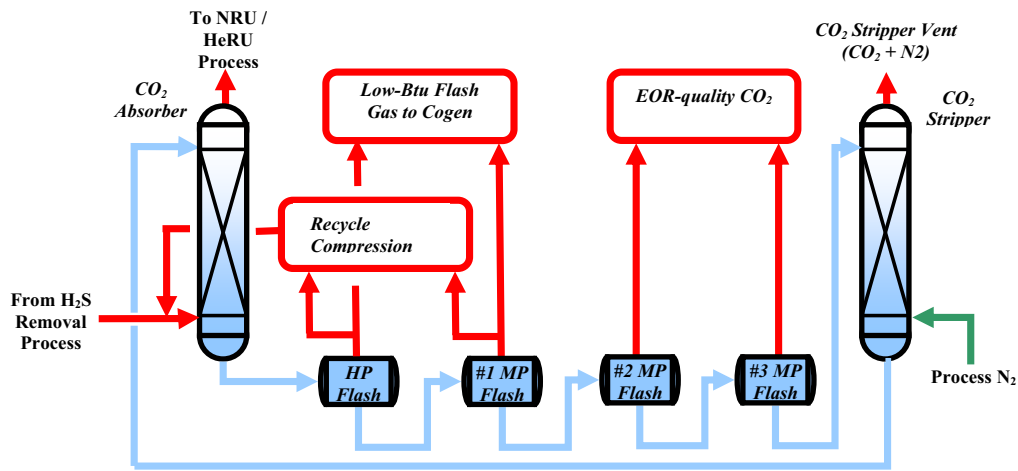 To NRU /
HeRU
Process
CO₂
Absorber
Low-Btu Flash
Gas to Cogen
EOR-quality CO₂
CO₂ Stripper Vent
(CO₂ + N2)
CO₂
Stripper
Recycle
Compression
From H₂S
Removal
Process
HP
Flash
#1 MP
Flash
#2 MP
Flash
#3 MP
Flash
Process N₂